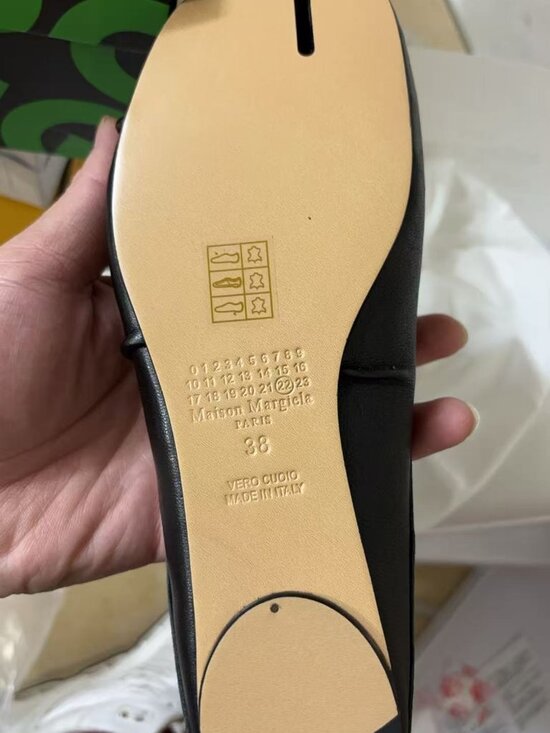 0 1 2 3 4 5 6 7 8 9
10 11 12 13 14 15 16
17 18 19 20 21 22 23
Maison Margiela
PARIS
38
VERO CUOIO
MADE IN ITALY